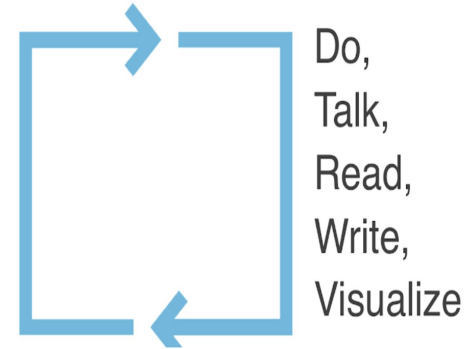 Do,
Talk,
Read,
Write,
Visualize